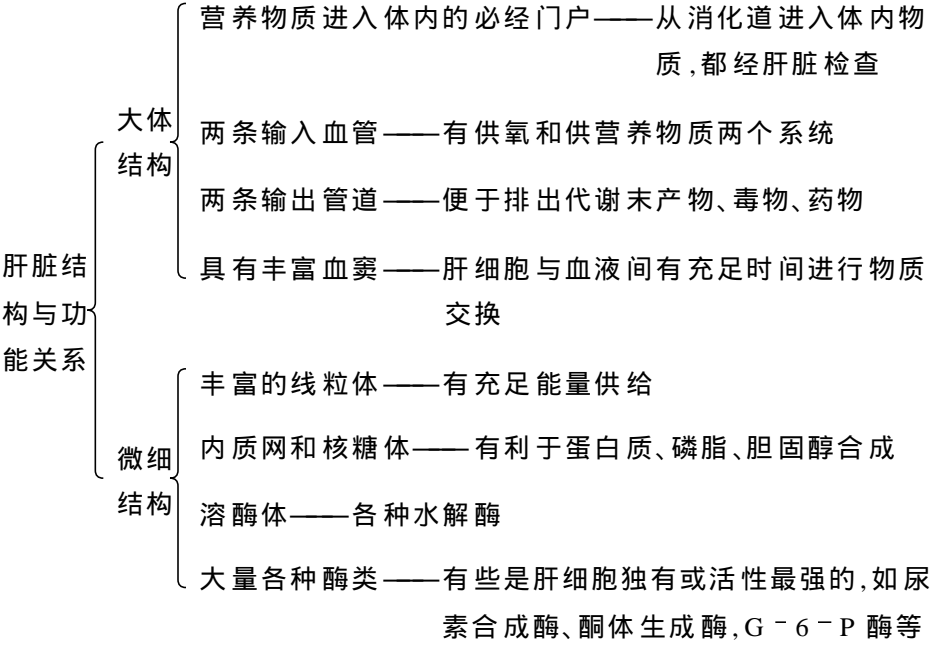 肝脏结构与功能关系
大体结构
营养物质进入体内的必经门户——从消化道进入体内物
质,都经肝脏检查
两条输入血管——有供氧和供营养物质两个系统
两条输出管道——便于排出代谢末产物、毒物、药物
具有丰富血窦——肝细胞与血液间有充足时间进行物质
交换
微细结构
丰富的线粒体——有充足能量供给
内质网和核糖体——有利于蛋白质、磷脂、胆固醇合成
溶酶体——各种水解酶
大量各种酶类——有些是肝细胞独有或活性最强的,如尿
素合成酶、酮体生成酶,G-6-P 酶等